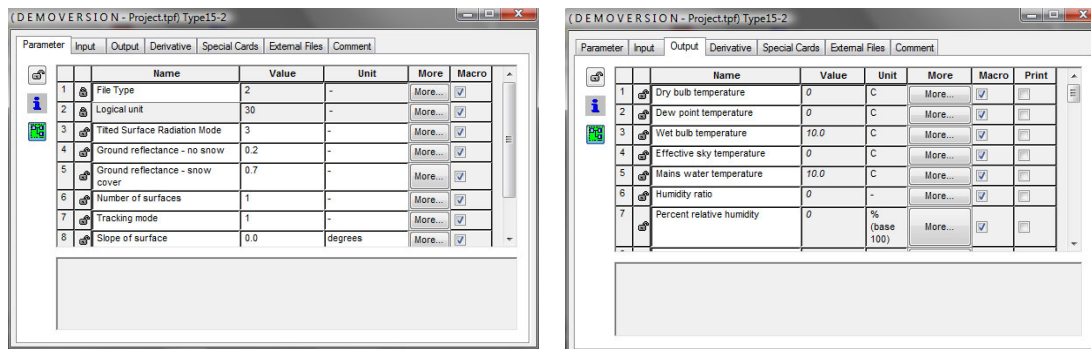 (DEMOVERSION - Project.tpf) Type15-2
Parameter Input Output Derivative Special Cards External Files Comment
Name Value Unit More Macro
1 File Type 2 - More...
2 Logical unit 30 - More...
3 Tilted Surface Radiation Mode 3 - More...
4 Ground reflectance - no snow 0.2 - More...
5 Ground reflectance - snow
cover 0.7 - More...
6 Number of surfaces 1 - More...
7 Tracking mode 1 - More...
8 Slope of surface 0.0 degrees More...
(DEMOVERSION - Project.tpf) Type15-2
Parameter Input Output Derivative Special Cards External Files Comment
Name Value Unit More Macro Print
1 Dry bulb temperature 0 C More...
2 Dew point temperature 0 C More...
3 Wet bulb temperature 10.0 C More...
4 Effective sky temperature 0 C More...
5 Mains water temperature 10.0 C More...
6 Humidity ratio 0 - More...
7 Percent relative humidity 0 %
(base
100) More...